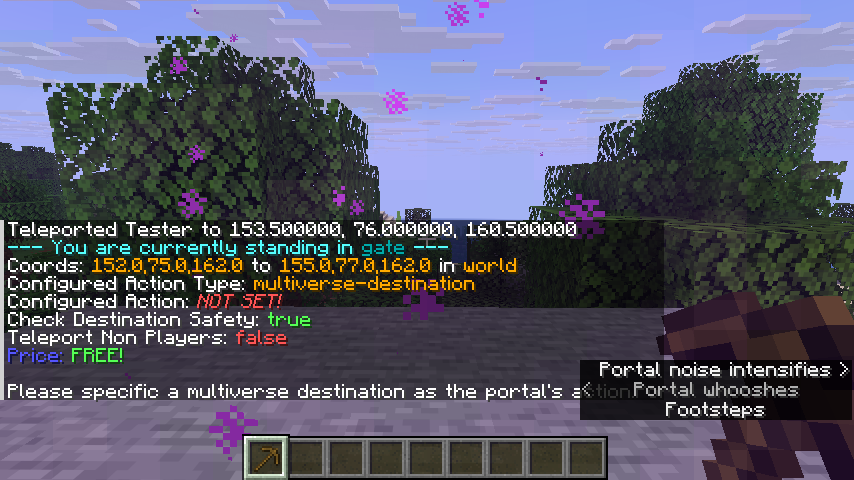 Teleported Tester to 153.500000, 76.000000, 160.500000
--- You are currently standing in gate ---
Coords: 152.0,75.0,162.0 to 155.0,77.0,162.0 in world
Configured Action Type: multiverse-destination
Configured Action: NOT SET!
Check Destination Safety: true
Teleport Non Players: false
Price: FREE!
Please specific a multiverse destination as the portal's action
Portal noise intensifies >
< Portal whooshes
Footsteps